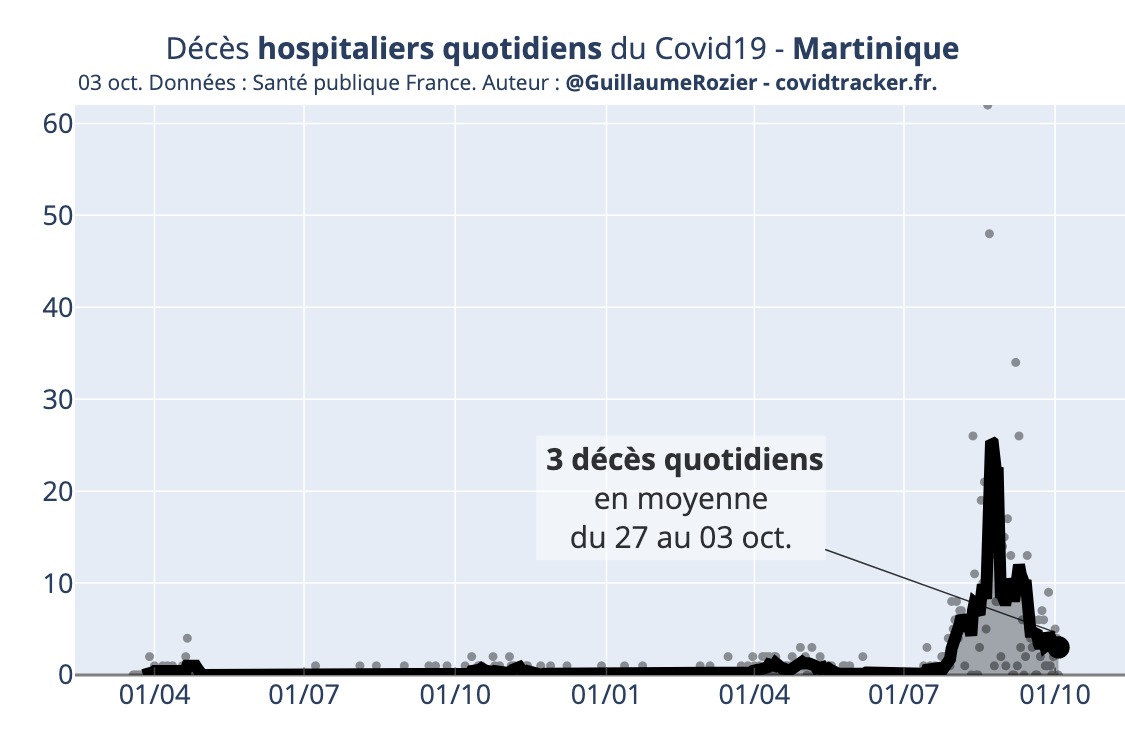 Décès hospitaliers quotidiens du Covid19 - Martinique
03 oct. Données : Santé publique France. Auteur : @GuillaumeRozier - covidtracker.fr.
60
50
40
30
20
10
0
3 décès quotidiens
en moyenne
du 27 au 03 oct.
01/04 01/07 01/10 01/01 01/04 01/07 01/10